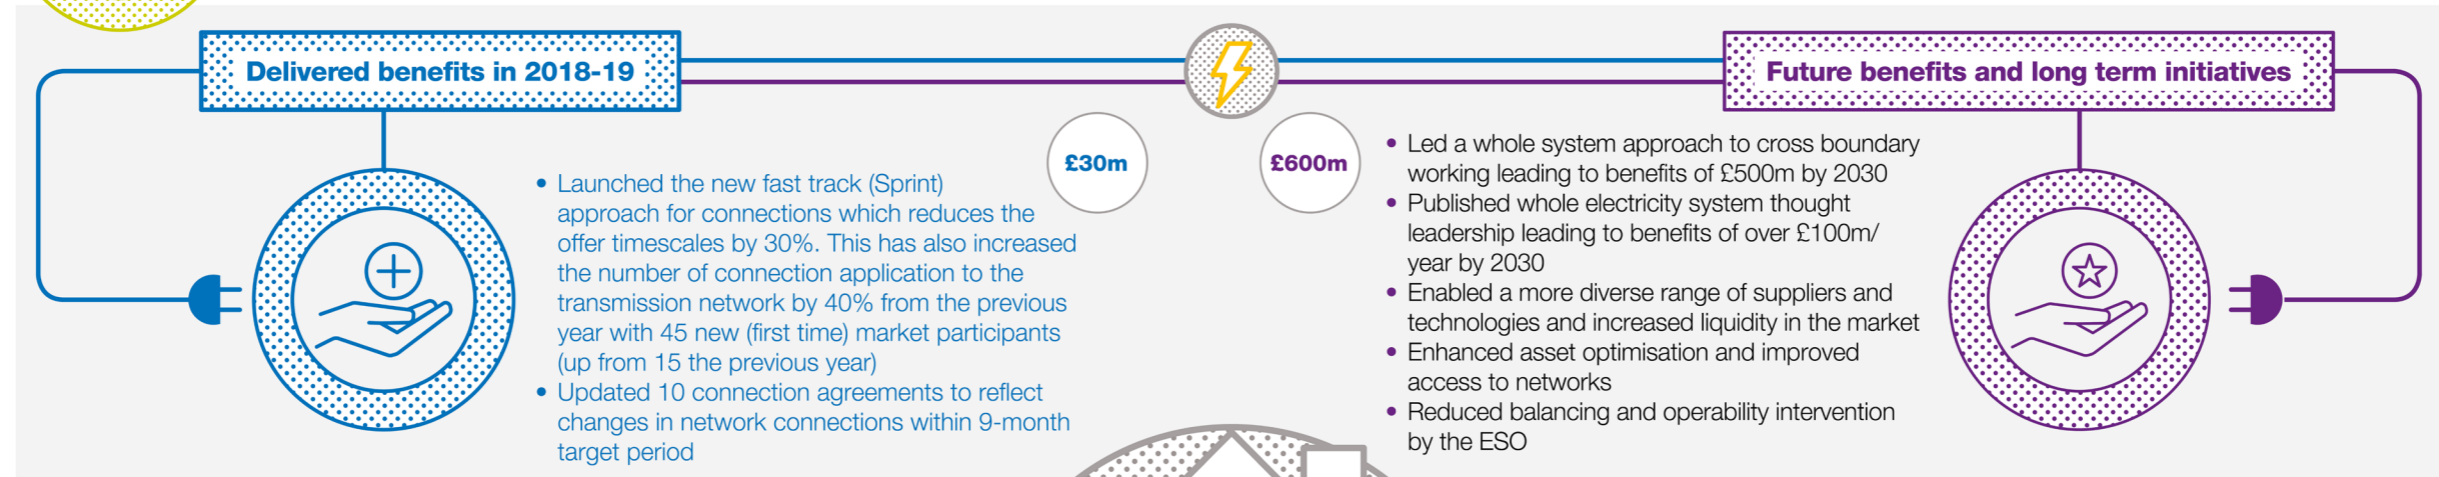 Delivered benefits in 2018-19
Future benefits and long term initiatives
£30m
£600m
• Launched the new fast track (Sprint)
approach for connections which reduces the
offer timescales by 30%. This has also increased
the number of connection application to the
transmission network by 40% from the previous
year with 45 new (first time) market participants
(up from 15 the previous year)
• Updated 10 connection agreements to reflect
changes in network connections within 9-month
target period
• Led a whole system approach to cross boundary
working leading to benefits of £500m by 2030
• Published whole electricity system thought
leadership leading to benefits of over £100m/
year by 2030
• Enabled a more diverse range of suppliers and
technologies and increased liquidity in the market
• Enhanced asset optimisation and improved
access to networks
• Reduced balancing and operability intervention
by the ESO